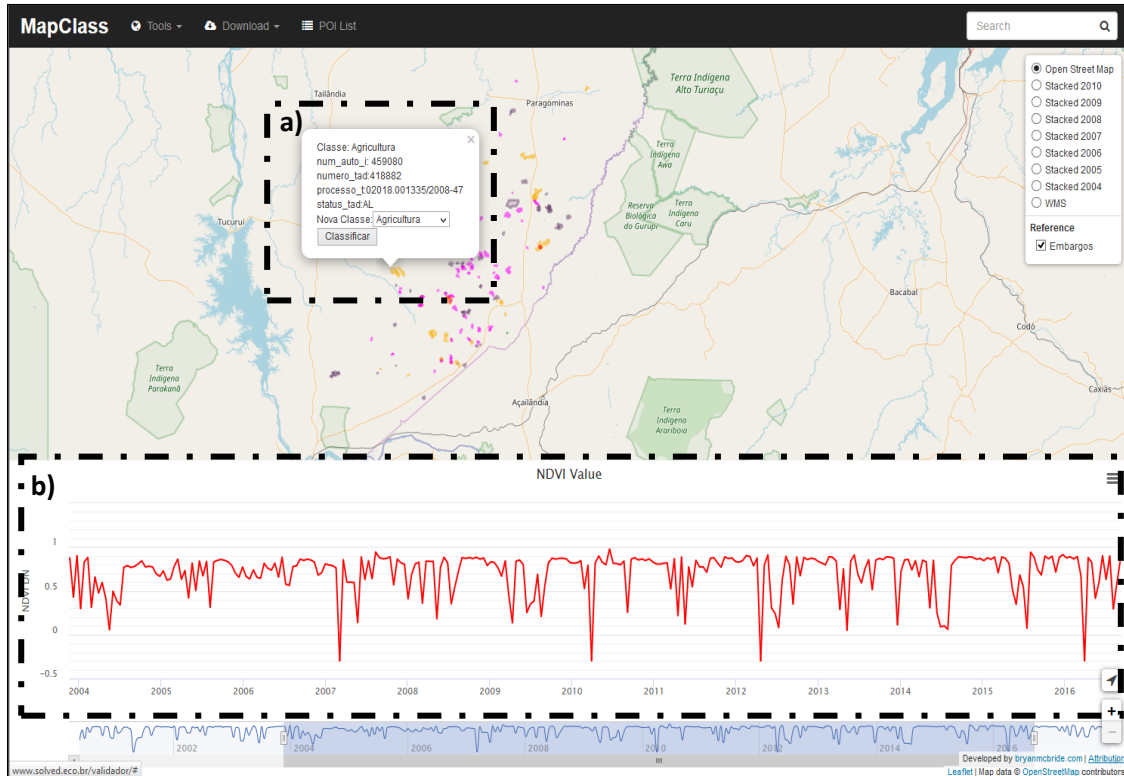 MapClass Tools Download POI List Search
Open Street Map
Stacked 2010
Stacked 2009
Stacked 2008
Stacked 2007
Stacked 2006
Stacked 2005
Stacked 2004
WMS
Reference
Embargos
Terra Indígena
Alto Turiaçu
Tailândia
Paragominas
a)
×
Classe: Agricultura
num_auto_i: 459080
numero_tad:418882
processo_t:02018.001335/2008-47
status_tad:AL
Nova Classe: Agricultura
Classificar
Terra
Indígena
Awa
Reserva
Biológica
do Gurupi
Terra
Indígena
Caru
Tucuruí
Bacabal
Codó
Terra
Indígena
Parakanã
Açailândia
Caxias
Terra
Indígena
Arariboia
b)
NDVI Value
NDVI DN
1
0.5
0
−0.5
2004 2005 2006 2007 2008 2009 2010 2011 2012 2013 2014 2015 2016
+
−
2002 2004 2006 2008 2010 2012 2014 2016
Developed by bryanmcbride.com | Attribution
www.solved.eco.br/validador/#
Leaflet | Map data © OpenStreetMap contributors